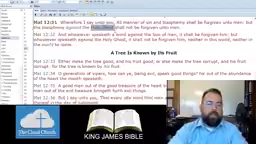 Mat 12:31 Wherefore I say unto you, All manner of sin and blasphemy shall be forgiven unto men: but
the blasphemy against the Holy Ghost shall not be forgiven unto men.
Mat 12:32 And whosoever speaketh a word against the Son of man, it shall be forgiven him: but
whosoever speaketh against the Holy Ghost, it shall not be forgiven him, neither in this world, neither in
the world to come.
A Tree Is Known by Its Fruit
Mat 12:33 Either make the tree good, and his fruit good; or else make the tree corrupt, and his fruit
corrupt: for the tree is known by his fruit.
Mat 12:34 O generation of vipers, how can ye, being evil, speak good things? for out of the abundance
of the heart the mouth speaketh.
Mat 12:35 A good man out of the good treasure of the heart
man out of the evil treasure bringeth forth evil things.
Mat 12:36 But I say unto you, That every idle word that men
thereof in the day of judgment.
The Cloud Church
KING JAMES BIBLE